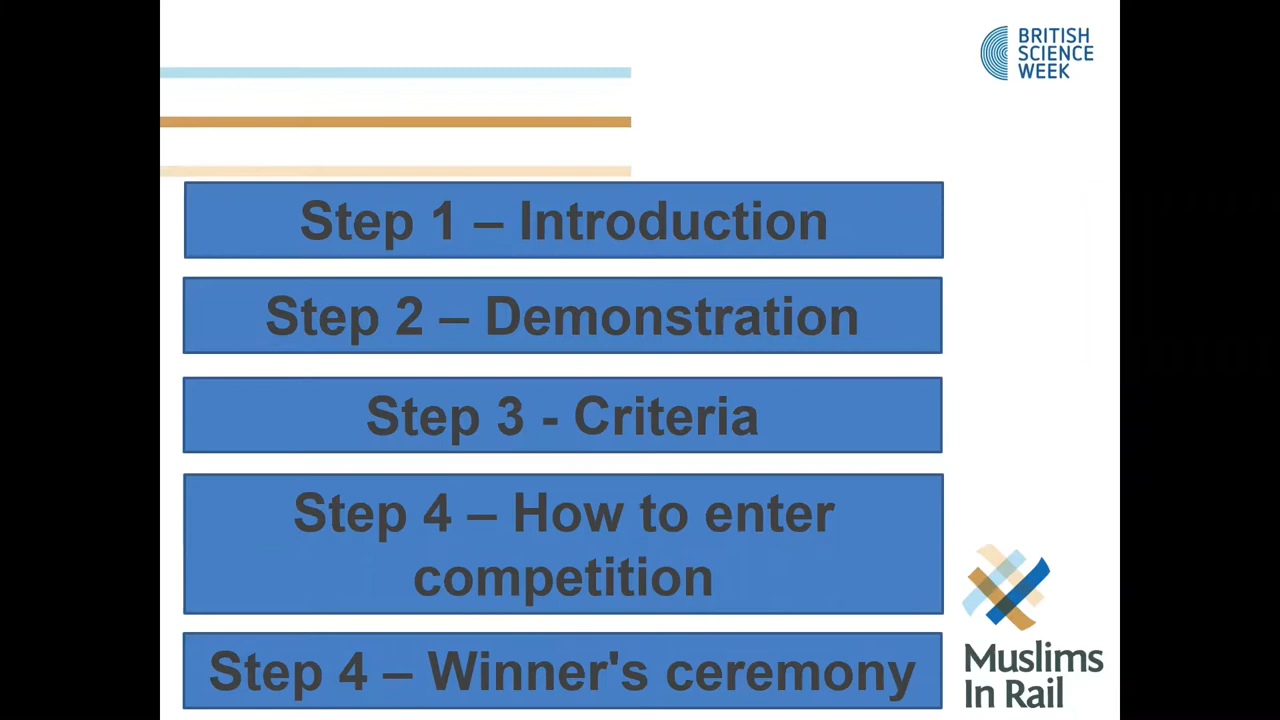 BRITISH
SCIENCE
WEEK
Step 1 – Introduction
Step 2 – Demonstration
Step 3 - Criteria
Step 4 – How to enter
competition
Step 4 – Winner's ceremony
Muslims
In Rail